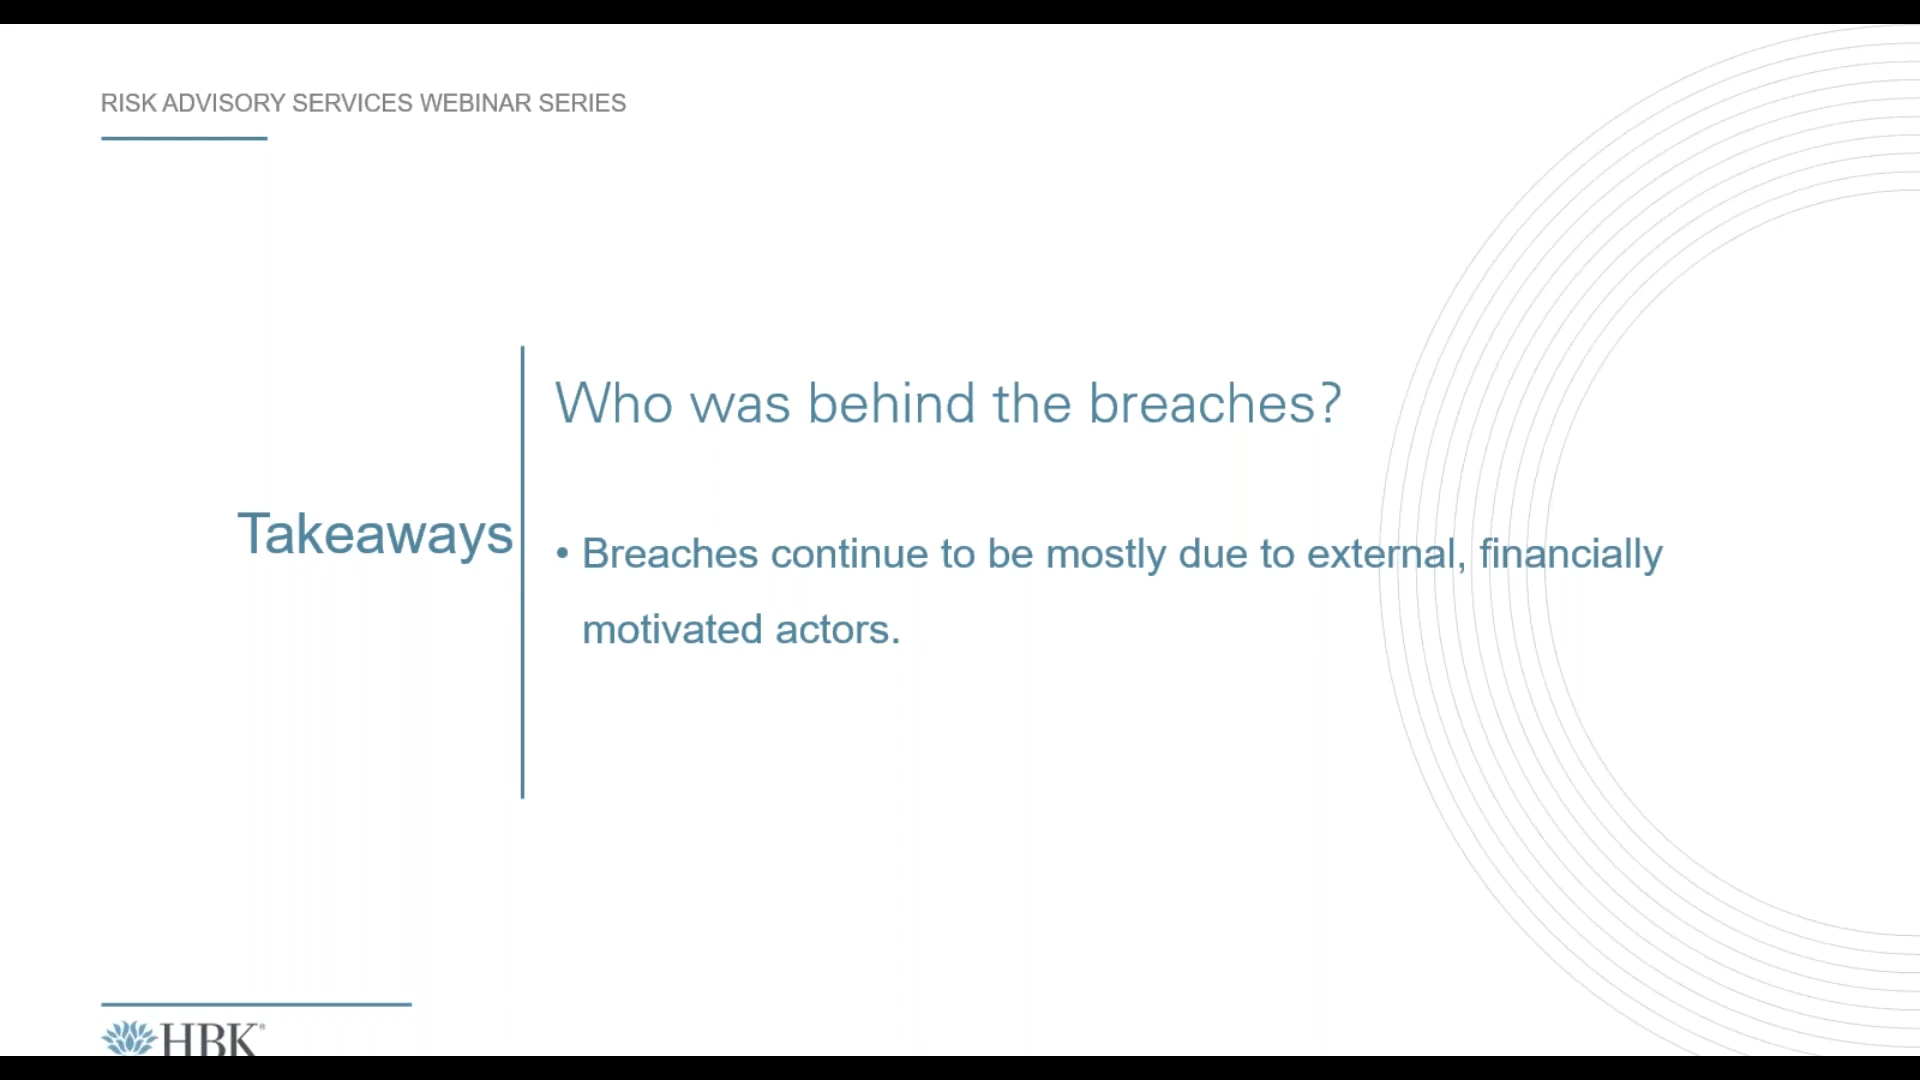 RISK ADVISORY SERVICES WEBINAR SERIES
Who was behind the breaches?
Takeaways
• Breaches continue to be mostly due to external, financially
motivated actors.
HBK®